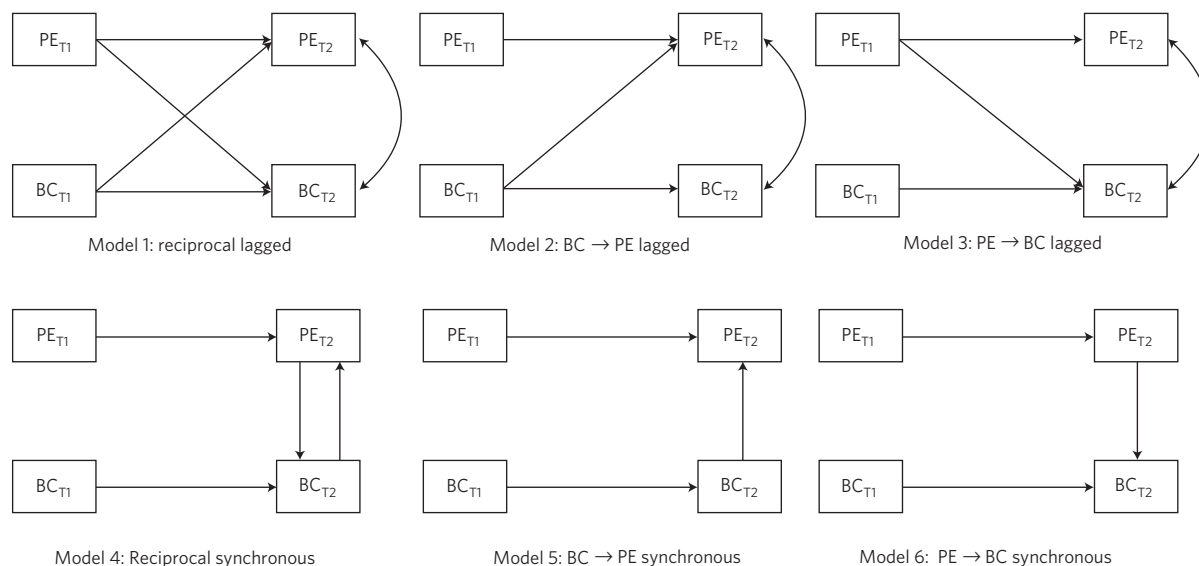 PE_T1 PE_T2 PE_T1 PE_T2 PE_T1 PE_T2
BC_T1 BC_T2 BC_T1 BC_T2 BC_T1 BC_T2
Model 1: reciprocal lagged Model 2: BC → PE lagged Model 3: PE → BC lagged
PE_T1 PE_T2 PE_T1 PE_T2 PE_T1 PE_T2
BC_T1 BC_T2 BC_T1 BC_T2 BC_T1 BC_T2
Model 4: Reciprocal synchronous Model 5: BC → PE synchronous Model 6: PE → BC synchronous